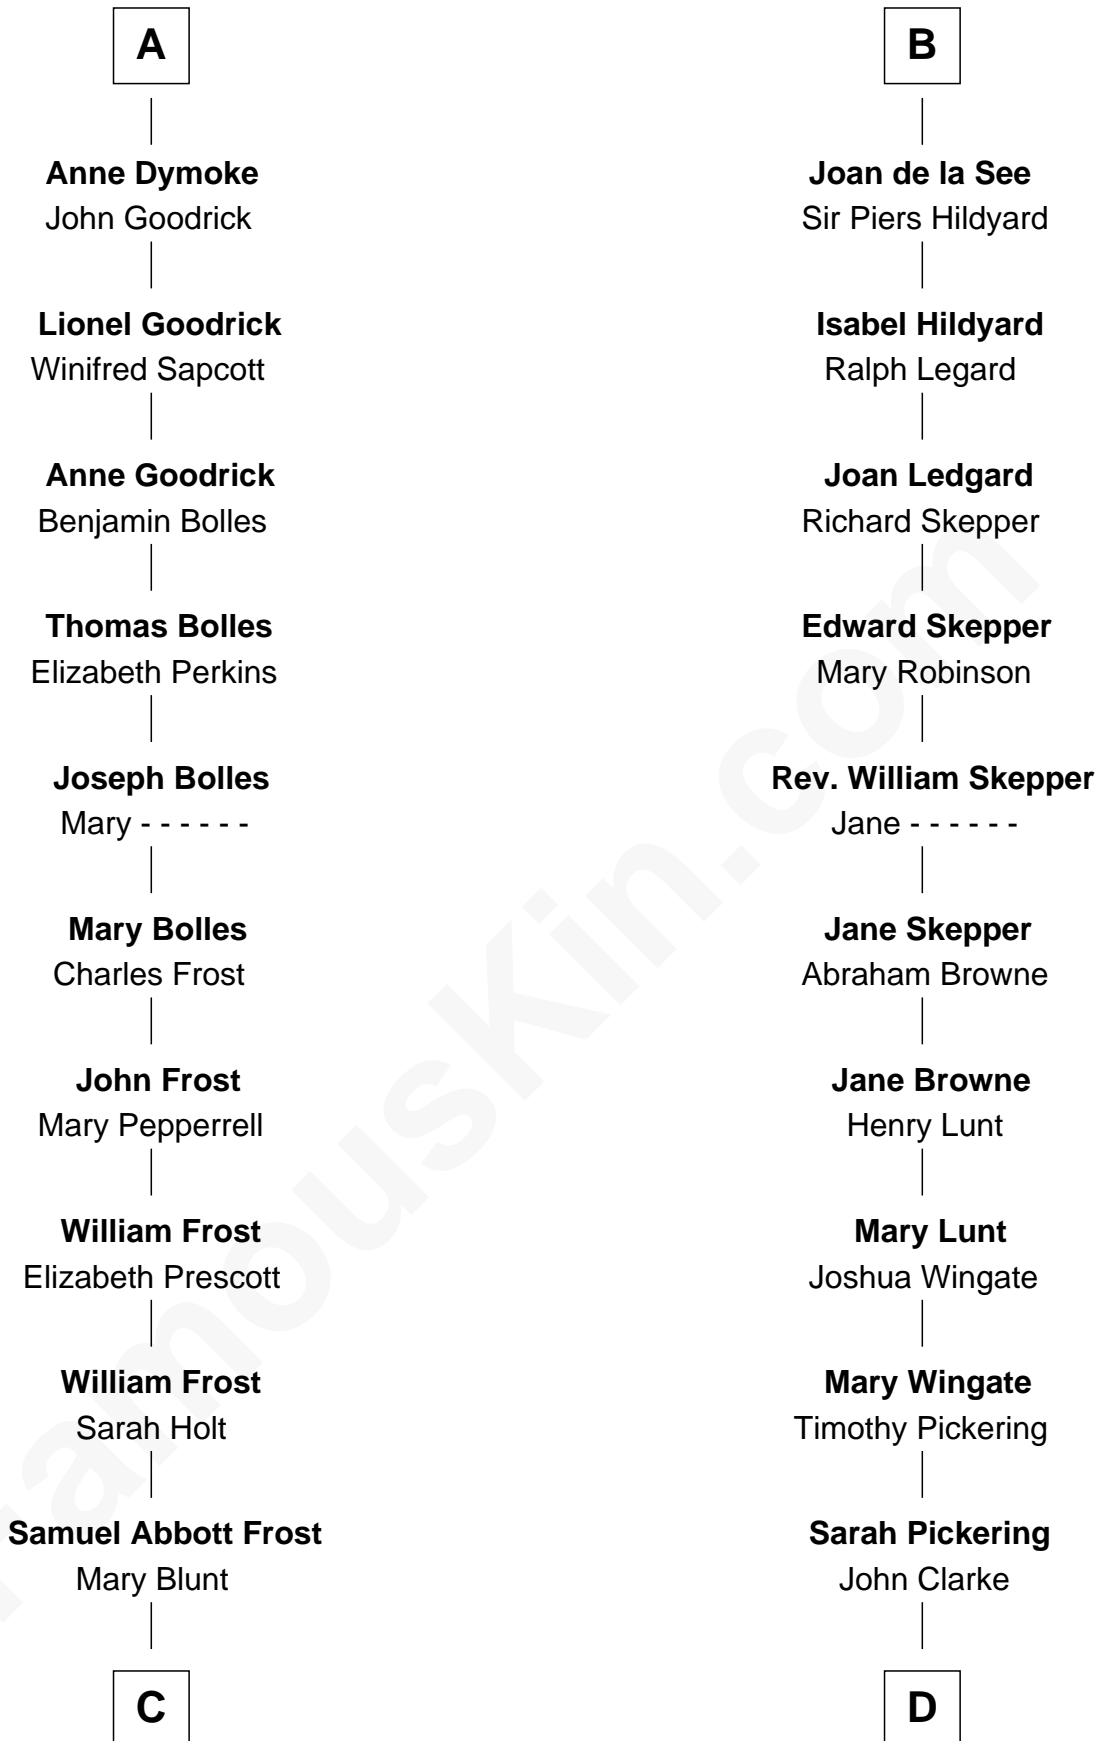 A
Anne Dymoke
John Goodrick
Lionel Goodrick
Winifred Sapcott
Anne Goodrick
Benjamin Bolles
Thomas Bolles
Elizabeth Perkins
Joseph Bolles
Mary - - - - - -
Mary Bolles
Charles Frost
John Frost
Mary Pepperrell
William Frost
Elizabeth Prescott
William Frost
Sarah Holt
Samuel Abbott Frost
Mary Blunt
C
B
Joan de la See
Sir Piers Hildyard
Isabel Hildyard
Ralph Legard
Joan Ledgard
Richard Skepper
Edward Skepper
Mary Robinson
Rev. William Skepper
Jane - - - - - -
Jane Skepper
Abraham Browne
Jane Browne
Henry Lunt
Mary Lunt
Joshua Wingate
Mary Wingate
Timothy Pickering
Sarah Pickering
John Clarke
D
FamousKin.com